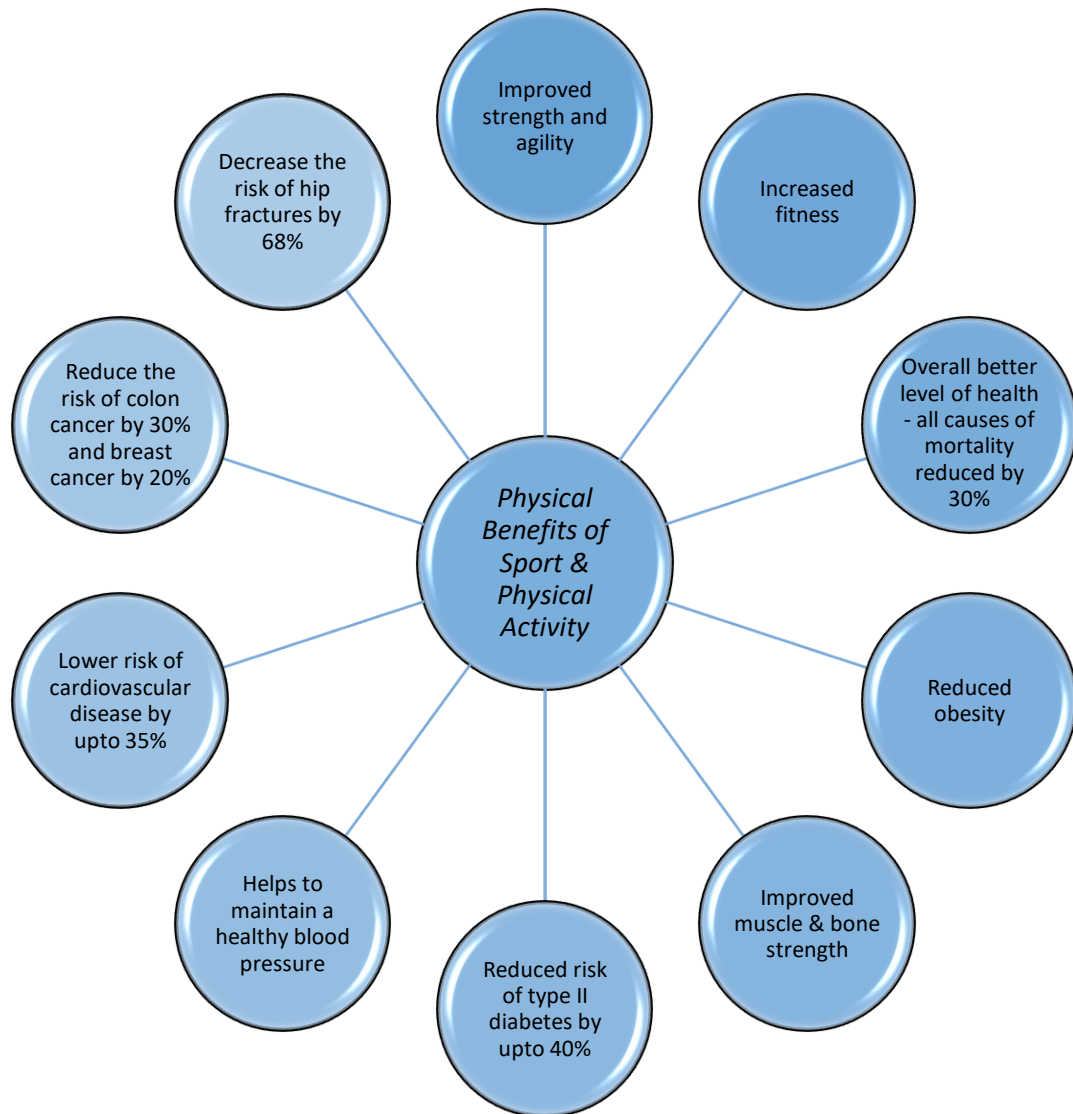 Improved
strength and
agility
Increased
fitness
Overall better
level of health
- all causes of
mortality
reduced by
30%
Reduced
obesity
Improved
muscle & bone
strength
Reduced risk
of type II
diabetes by
upto 40%
Helps to
maintain a
healthy blood
pressure
Lower risk of
cardiovascular
disease by
upto 35%
Reduce the
risk of colon
cancer by 30%
and breast
cancer by 20%
Decrease the
risk of hip
fractures by
68%
Physical
Benefits of
Sport &
Physical
Activity